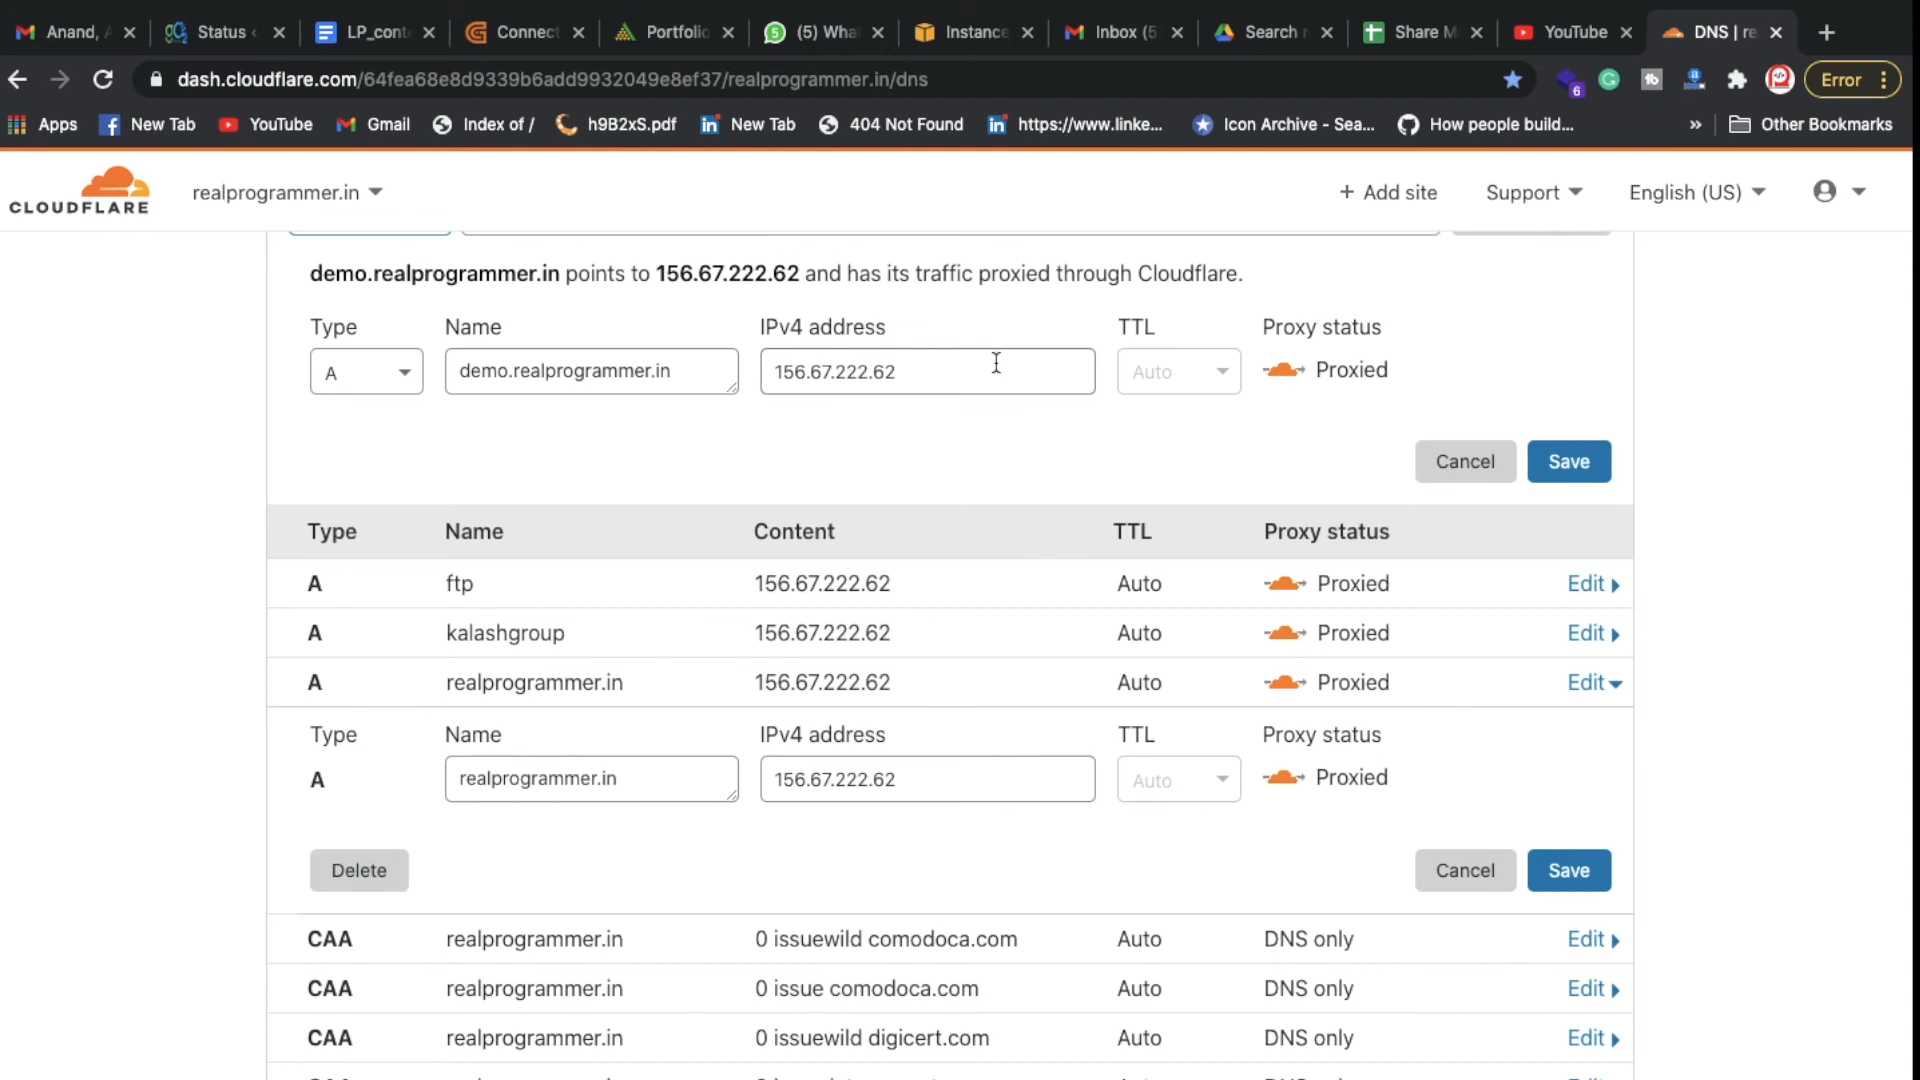 Anand, A
Status <
LP_cont
Connect
Portfolio
(5) Wha
Instance
Inbox (5
Search r
Share M
YouTube
DNS | re
dash.cloudflare.com/64fea68e8d9339b6add9932049e8ef37/realprogrammer.in/dns
6
Error
Apps
New Tab
YouTube
Gmail
Index of /
h9B2xS.pdf
New Tab
404 Not Found
https://www.linke...
Icon Archive - Sea...
How people build...
»
Other Bookmarks
CLOUDFLARE
realprogrammer.in
+ Add site
Support
English (US)
demo.realprogrammer.in points to 156.67.222.62 and has its traffic proxied through Cloudflare.
Type Name IPv4 address TTL Proxy status
A demo.realprogrammer.in 156.67.222.62 Auto Proxied
Cancel Save
Type Name Content TTL Proxy status
A ftp 156.67.222.62 Auto Proxied Edit
A kalashgroup 156.67.222.62 Auto Proxied Edit
A realprogrammer.in 156.67.222.62 Auto Proxied Edit
Type Name IPv4 address TTL Proxy status
A realprogrammer.in 156.67.222.62 Auto Proxied
Delete Cancel Save
CAA realprogrammer.in 0 issuewild comodoca.com Auto DNS only Edit
CAA realprogrammer.in 0 issue comodoca.com Auto DNS only Edit
CAA realprogrammer.in 0 issuewild digicert.com Auto DNS only Edit